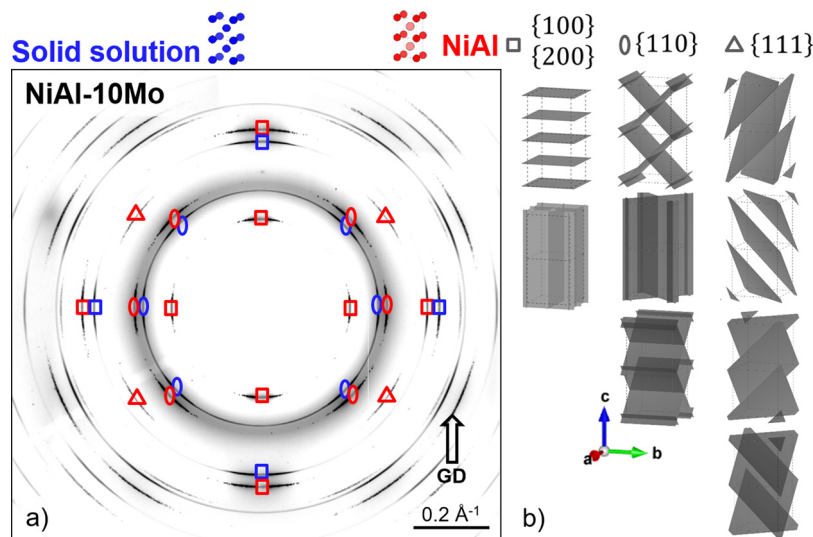 Solid solution
NiAl
{100}
{200}
{110}
{111}
NiAl-10Mo
GD
0.2 Å-1
a)
b)
c
a
b